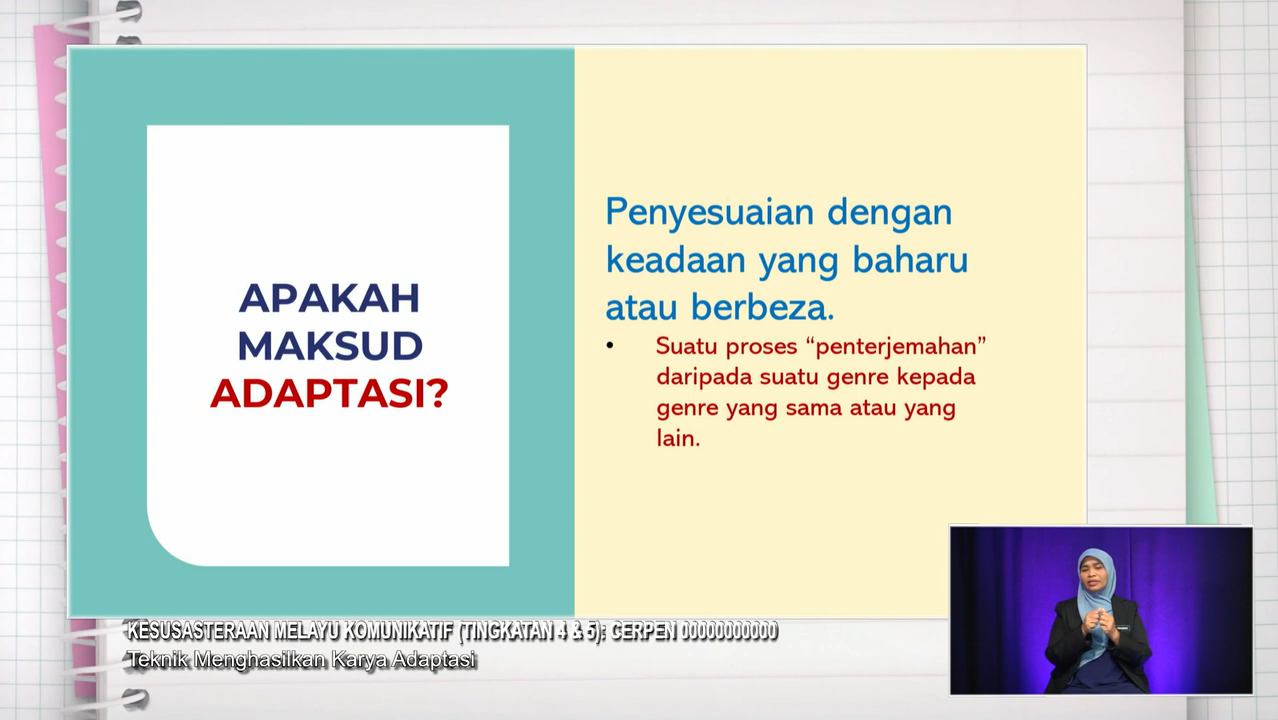 APAKAH
MAKSUD
ADAPTASI?
Penyesuaian dengan
keadaan yang baharu
atau berbeza.
• Suatu proses “penterjemahan”
daripada suatu genre kepada
genre yang sama atau yang
lain.
KESUSASTERAAN MELAYU KOMUNIKATIF (TINGKATAN 4 & 5): CERPEN 00000000000
Teknik Menghasilkan Karya Adaptasi